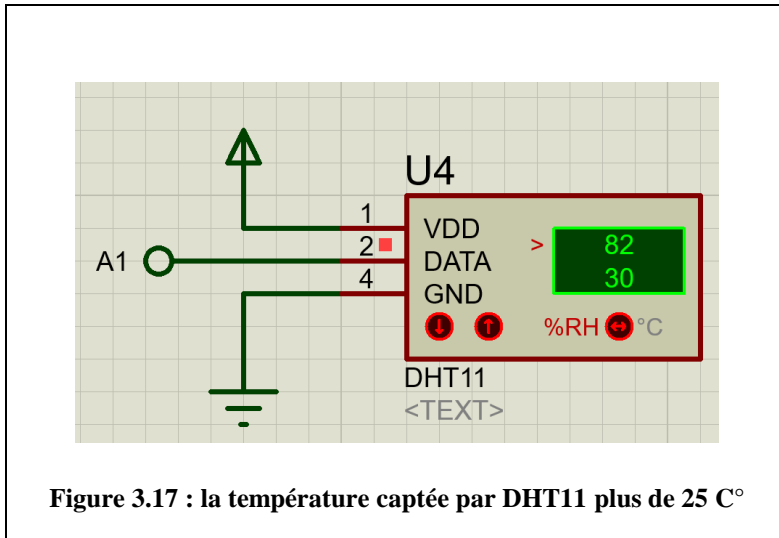 U4
1 VDD > 82
A1 2 DATA 30
4 GND
%RH °C
DHT11
<TEXT>
Figure 3.17 : la température captée par DHT11 plus de 25 C°